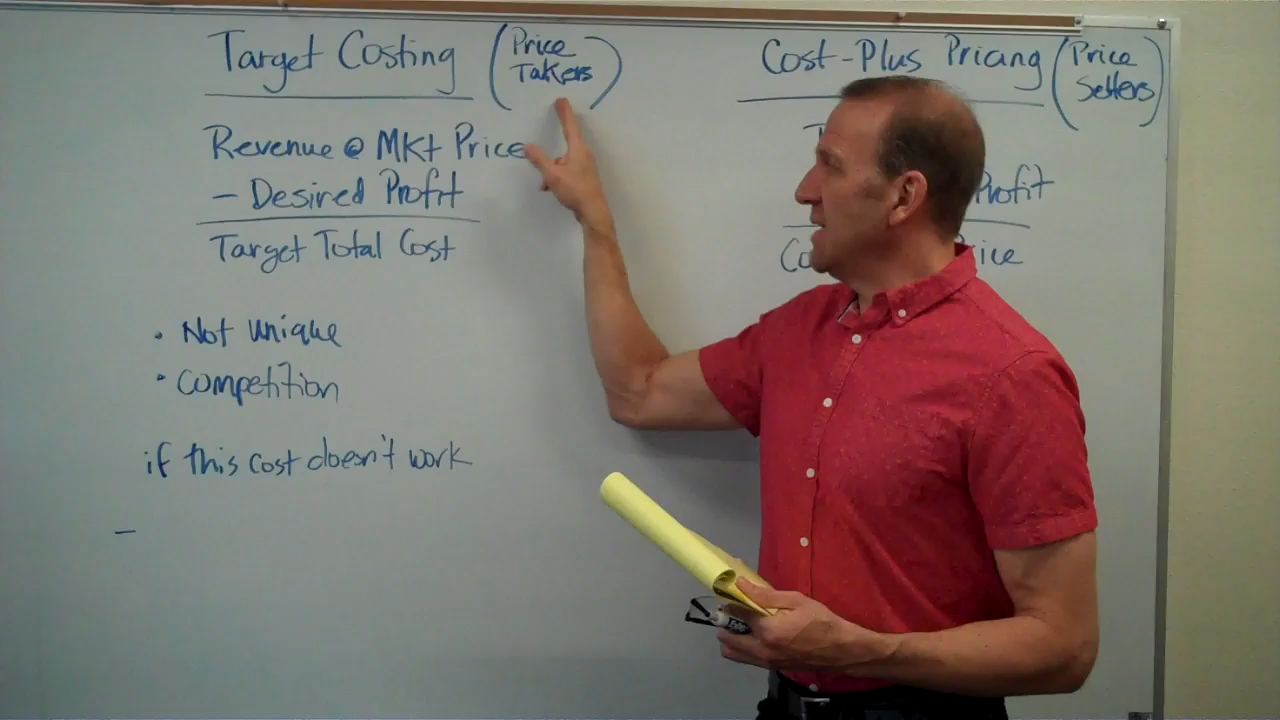 Target Costing (Price Takers)
Revenue @ Mkt Price
- Desired Profit
Target Total Cost
• Not unique
• Competition
if this cost doesn't work
-
Cost-Plus Pricing (Price Setters)
Profit